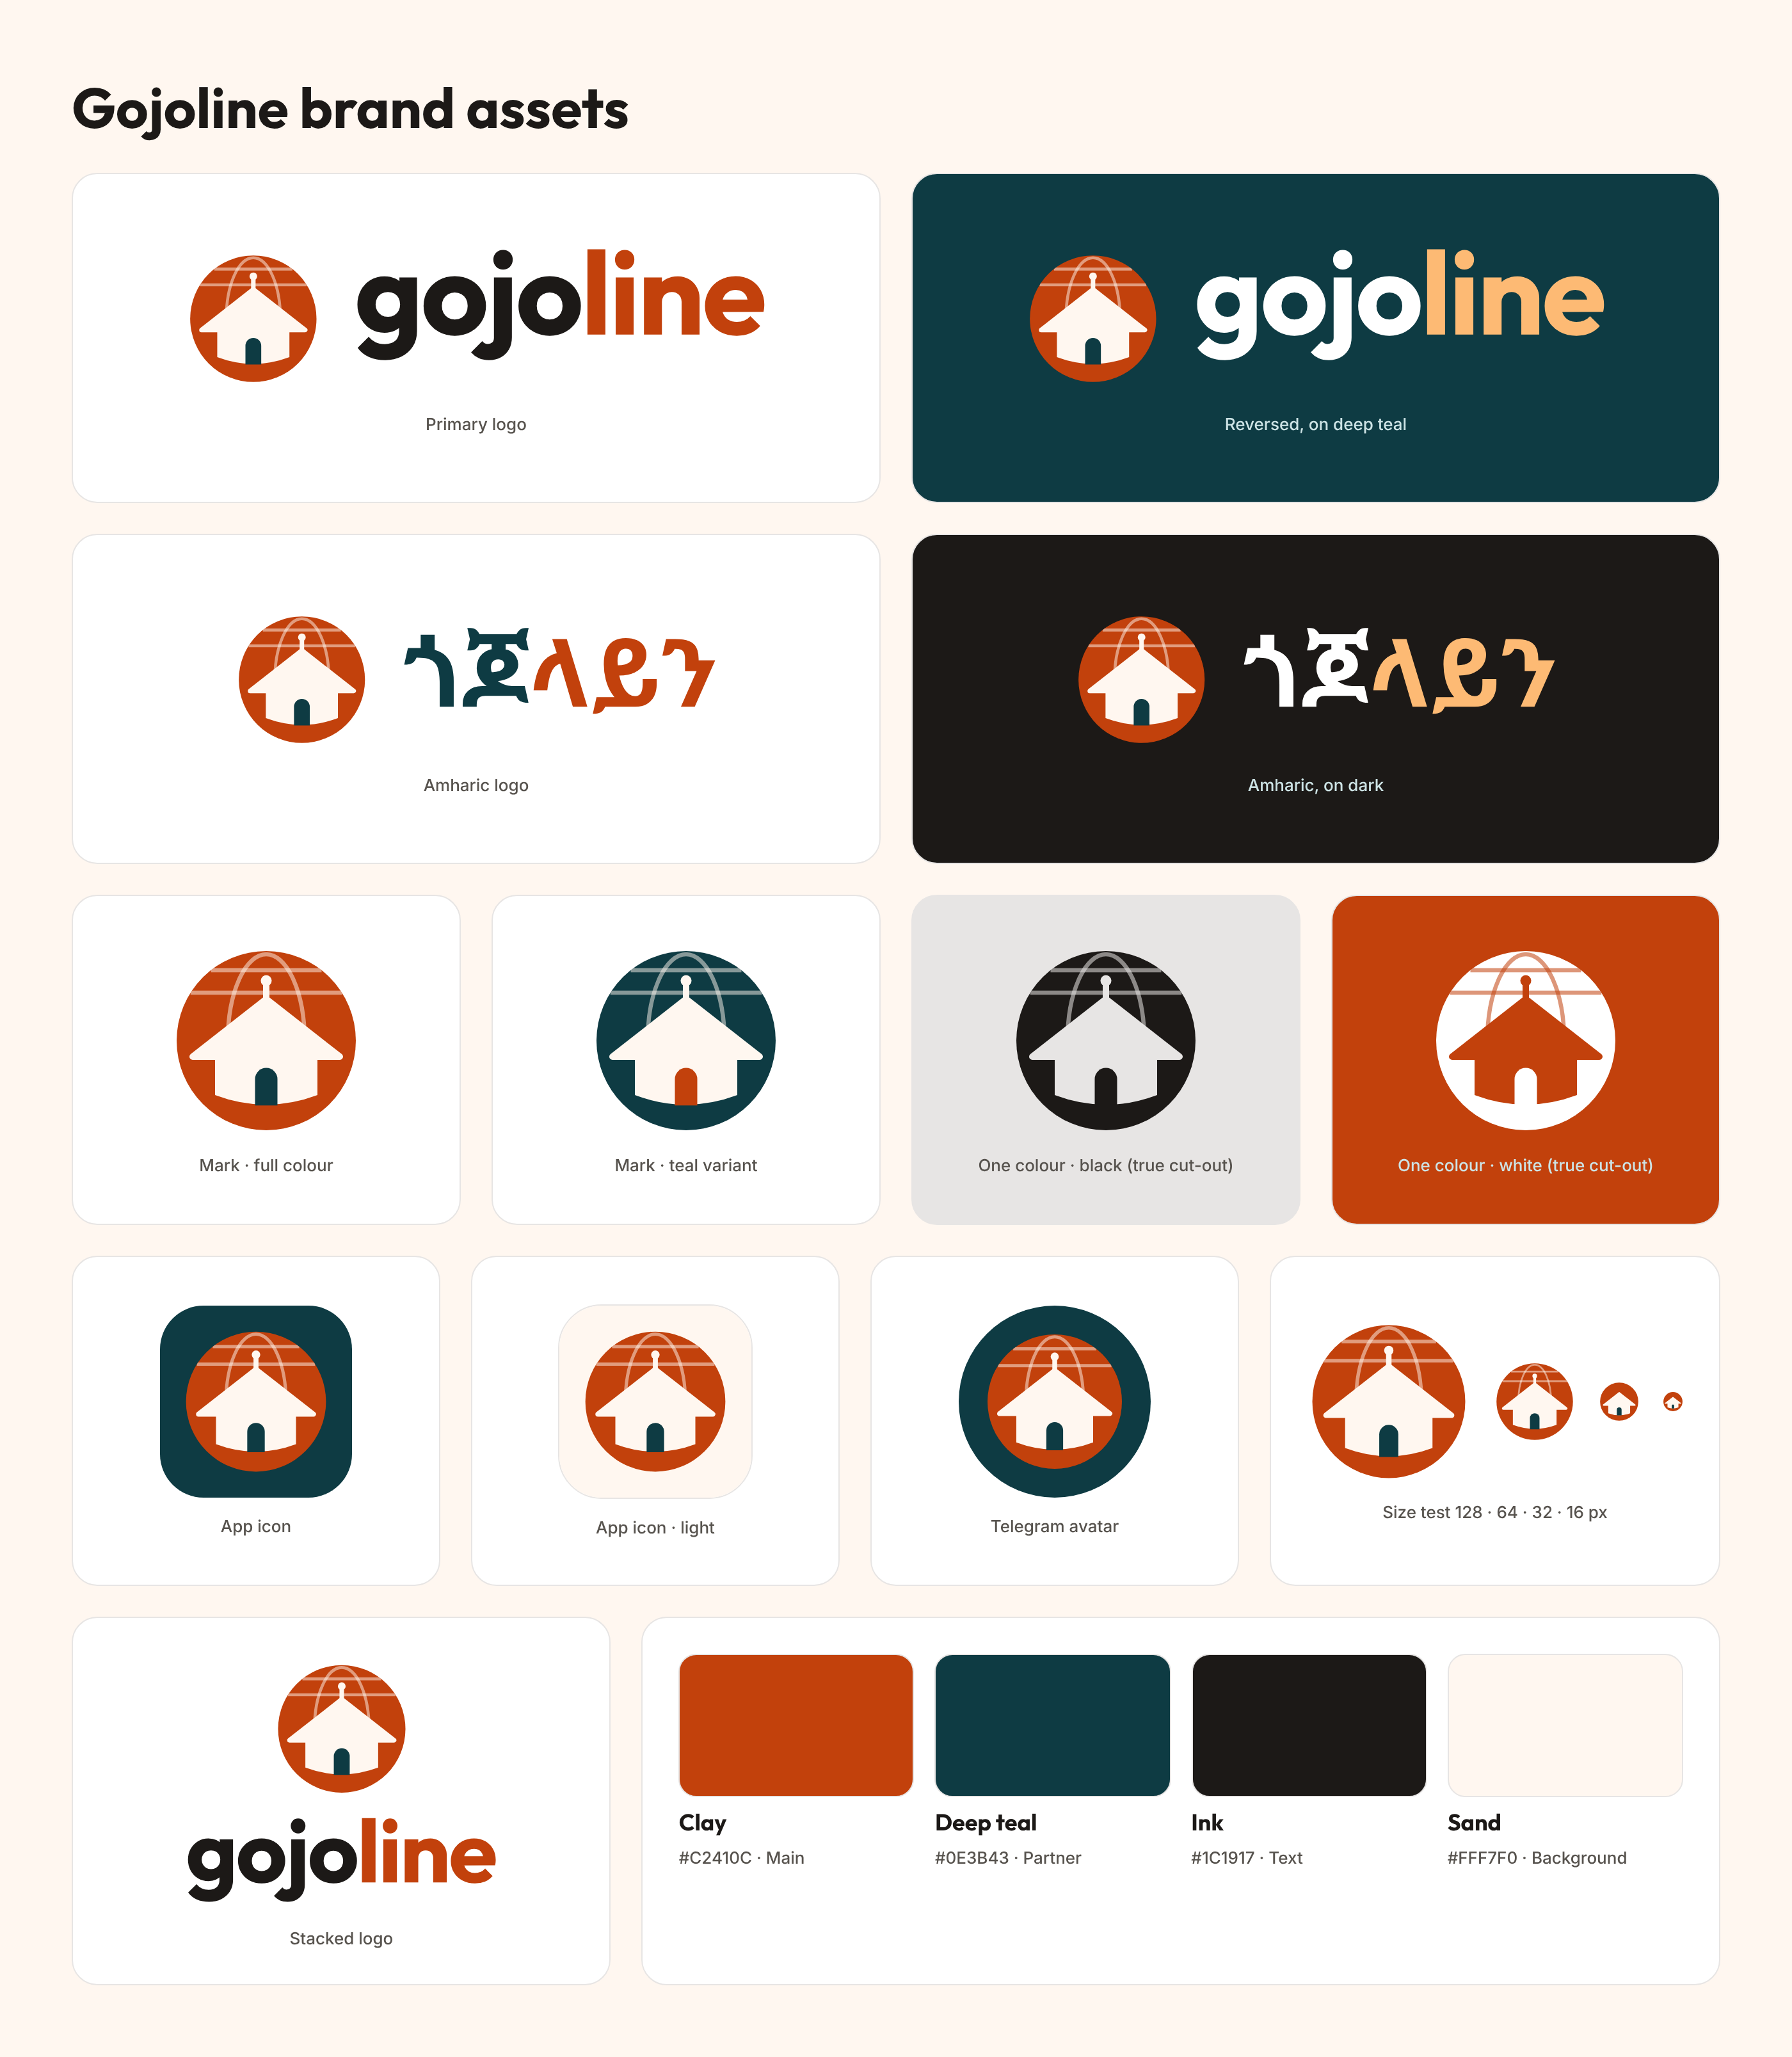 Gojoline brand assets
gojoline
Primary logo
gojoline
Reversed, on deep teal
ጎጆላይን
Amharic logo
ጎጆላይን
Amharic, on dark
Mark · full colour
Mark · teal variant
One colour · black (true cut-out)
One colour · white (true cut-out)
App icon
App icon · light
Telegram avatar
Size test 128 · 64 · 32 · 16 px
gojoline
Stacked logo
Clay
#C2410C · Main
Deep teal
#0E3B43 · Partner
Ink
#1C1917 · Text
Sand
#FFF7F0 · Background